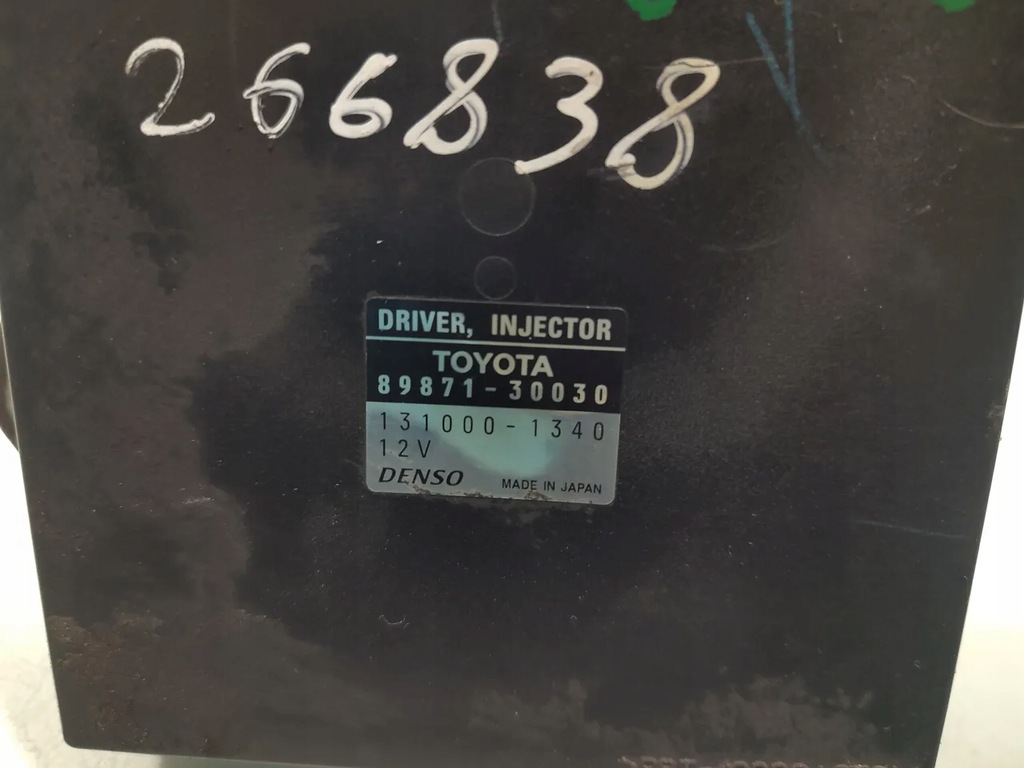 266838
DRIVER, INJECTOR
TOYOTA
89871-30030
131000-1340
12V
DENSO MADE IN JAPAN